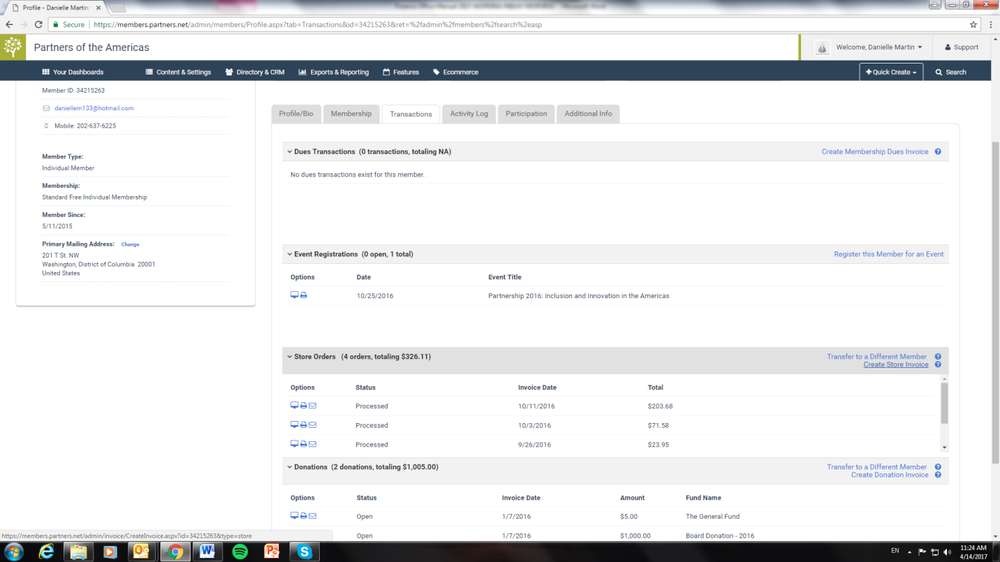 Profile - Danielle Martin
Secure | https://members.partners.net/admin/members/Profile.aspx?tab=Transactions&id=34215263&ret=%2fadmin%2fmembers%2fsearch%2easp
Partners of the Americas
Welcome, Danielle Martin
Support
Your Dashboards Content & Settings Directory & CRM Exports & Reporting Features Ecommerce
Quick Create Search
Member ID: 34215263
daniellem133@hotmail.com
Mobile: 202-637-6225
Member Type:
Individual Member
Membership:
Standard Free Individual Membership
Member Since:
5/11/2015
Primary Mailing Address: Change
201 T St. NW
Washington, District of Columbia 20001
United States
Profile/Bio Membership Transactions Activity Log Participation Additional Info
Dues Transactions (0 transactions, totaling NA) Create Membership Dues Invoice ?
No dues transactions exist for this member.
Event Registrations (0 open, 1 total) Register this Member for an Event
Options Date Event Title
10/25/2016 Partnership 2016: Inclusion and Innovation in the Americas
Store Orders (4 orders, totaling $326.11) Transfer to a Different Member ?
Create Store Invoice ?
Options Status Invoice Date Total
Processed 10/11/2016 $203.68
Processed 10/3/2016 $71.58
Processed 9/26/2016 $23.95
Donations (2 donations, totaling $1,005.00) Transfer to a Different Member ?
Create Donation Invoice ?
Options Status Invoice Date Amount Fund Name
Open 1/7/2016 $5.00 The General Fund
Open 1/7/2016 $1,000.00 Board Donation - 2016
https://members.partners.net/admin/invoice/CreateInvoice.aspx?id=34215263&type=store
EN
11:24 AM
4/14/2017